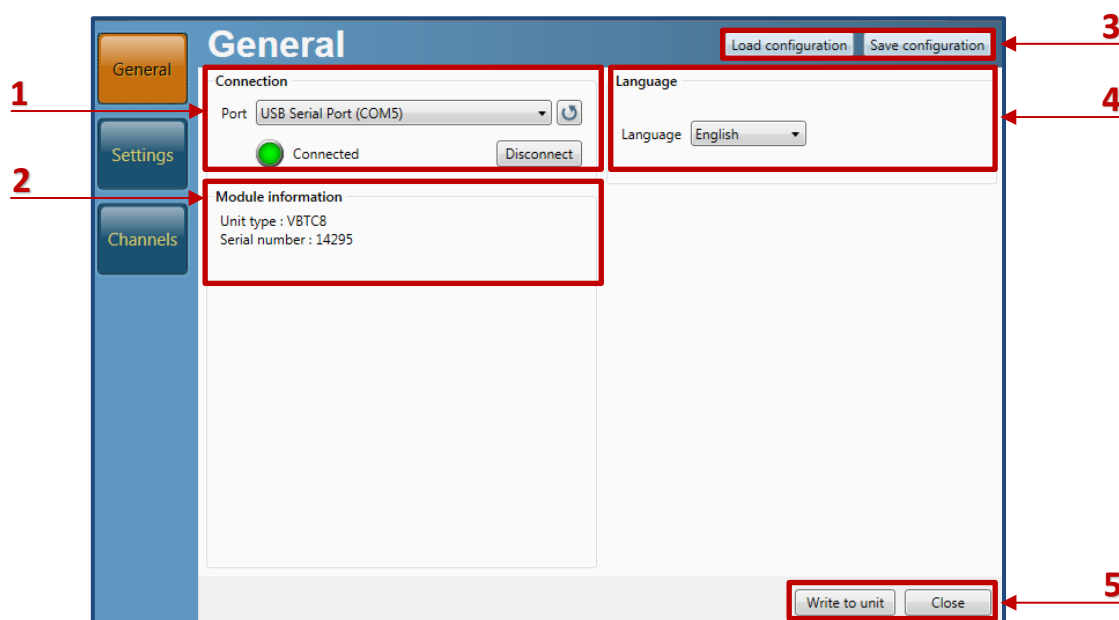 General
Load configuration
Save configuration
3
General
Connection
Language
1
Port USB Serial Port (COM5)
4
Language English
Connected
Disconnect
Settings
2
Module information
Unit type : VBTC8
Serial number : 14295
Channels
5
Write to unit
Close